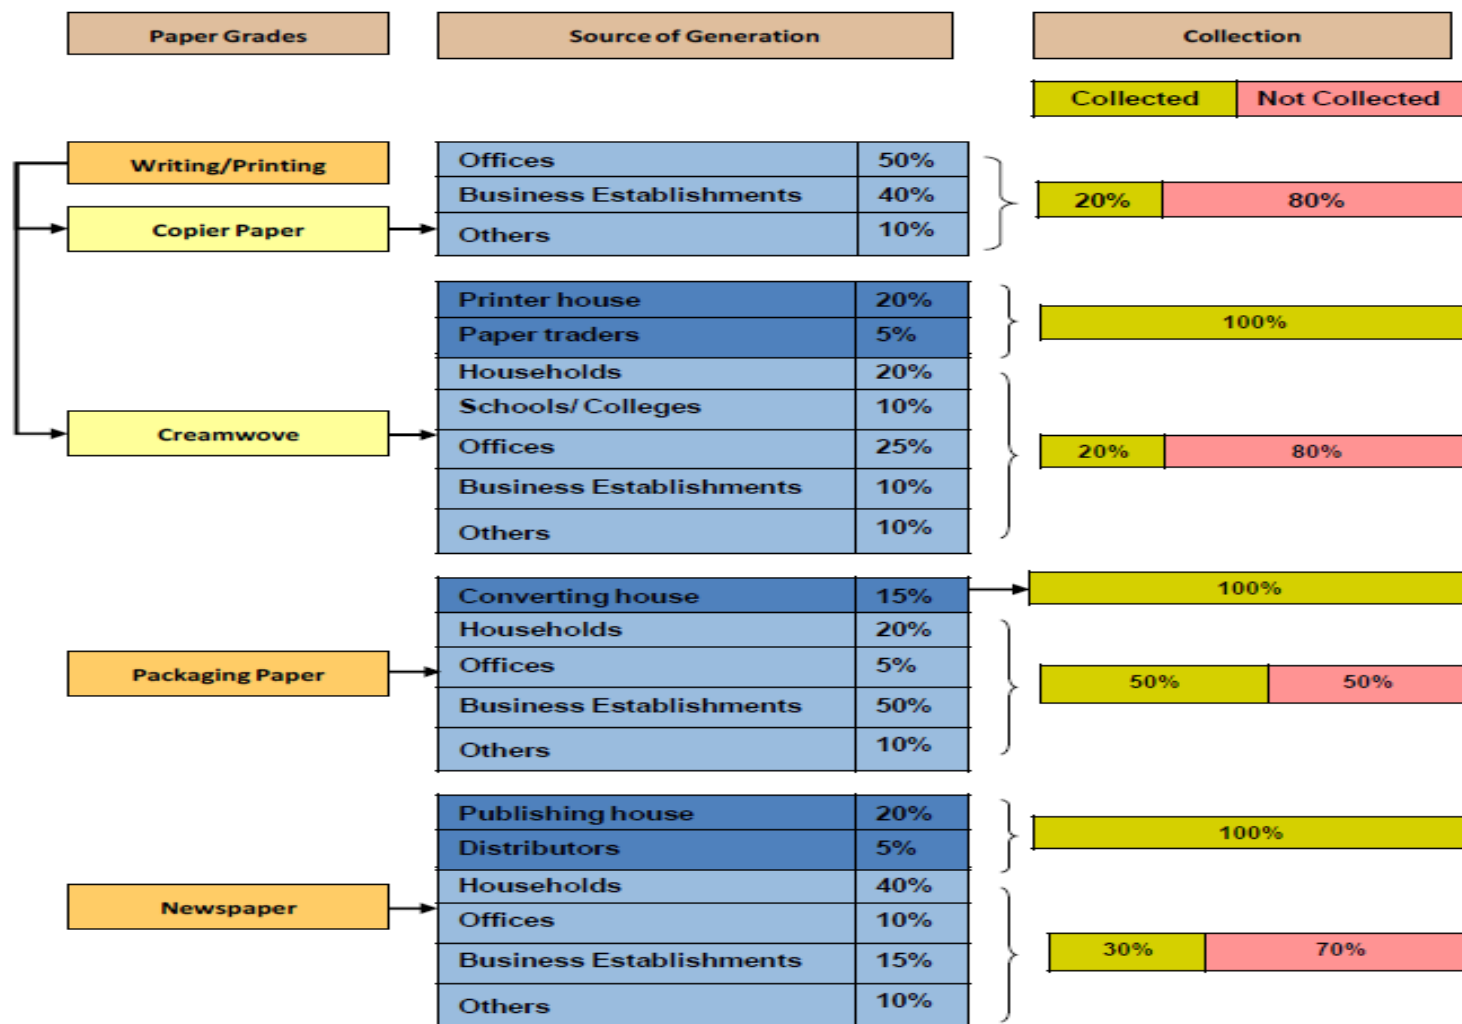 Paper Grades Source of Generation Collection
Collected Not Collected
Writing/Printing
Copier Paper
Offices 50%
Business Establishments 40%
Others 10%
20% 80%
Creamwove
Printer house 20%
Paper traders 5%
100%
Households 20%
Schools/ Colleges 10%
Offices 25%
Business Establishments 10%
Others 10%
20% 80%
Packaging Paper
Converting house 15%
100%
Households 20%
Offices 5%
Business Establishments 50%
Others 10%
50% 50%
Newspaper
Publishing house 20%
Distributors 5%
100%
Households 40%
Offices 10%
Business Establishments 15%
Others 10%
30% 70%